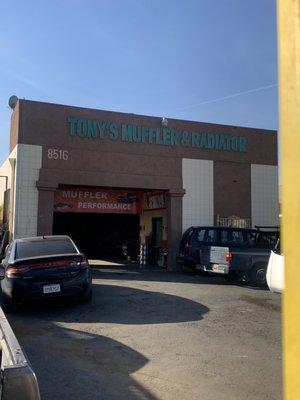 TONY'S MUFFLER & RADIATOR
8516
MUFFLER
PERFORMANCE